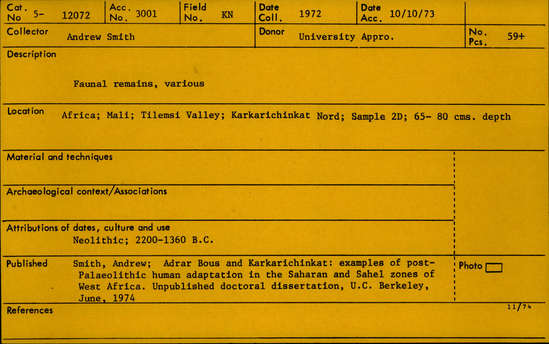 Cat. No 5- 12072 Acc. No. 3001 Field No. KN Date Coll. 1972 Date Acc. 10/10/73
Collector Andrew Smith Donor University Appro. No. Pcs. 59+
Description
Faunal remains, various
Location Africa; Mali; Tilemsi Valley; Karkarichinkat Nord; Sample 2D; 65- 80 cms. depth
Material and techniques
Archaeological context/Associations
Attributions of dates, culture and use
Neolithic; 2200-1360 B.C.
Published Smith, Andrew; Adrar Bous and Karkarichinkat: examples of post-
Palaeolithic human adaptation in the Saharan and Sahel zones of
West Africa. Unpublished doctoral dissertation, U.C. Berkeley,
June, 1974
Photo
References 11/74